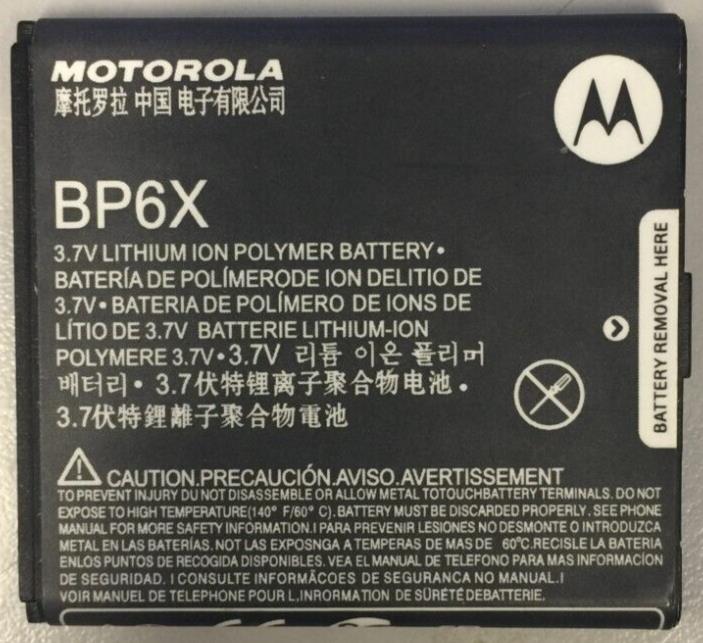 MOTOROLA
摩托罗拉 中国 电子有限公司
BP6X
3.7V LITHIUM ION POLYMER BATTERY•
BATERÍA DE POLÍMERODE ION DELITIO DE
3.7V• BATERIA DE POLÍMERO DE IONS DE
LÍTIO DE 3.7V BATTERIE LITHIUM-ION
POLYMERE 3.7V•3.7V 리튬 이온 폴리머
배터리• 3.7伏特锂离子聚合物电池•
3.7伏特鋰離子聚合物電池
BATTERY REMOVAL HERE
CAUTION.PRECAUCIÓN.AVISO.AVERTISSEMENT
TO PREVENT INJURY DU NOT DISASSEMBLE OR ALLOW METAL TOTOUCHBATTERY TERMINALS. DO NOT
EXPOSE TO HIGH TEMPERATURE(140° F/60° C). BATTERY MUST BE DISCARDED PROPERLY. SEE PHONE
MANUAL FOR MORE SAFETY INFORMATION.I PARA PREVENIR LESIONES NO DESMONTE O INTRODUZCA
METAL EN LAS BATERÍAS. NOT LAS EXPOSNGA A TEMPERAS DE MAS DE 60°C.RECISLE LA BATERIA
ENLOS PUNTOS DE RECOGIDA DISPONIBLES. VEA EL MANUAL DE TELEFONO PARA MAS INFORMACÍON
DE SEGURIDAD. I CONSULTE INFORMÃCOES DE SEGURANCA NO MANUAL.I
VOIR MANUEL DE TELEPHONE POUR L,INRORMATION DE SÛRETÉ DEBATTERIE.